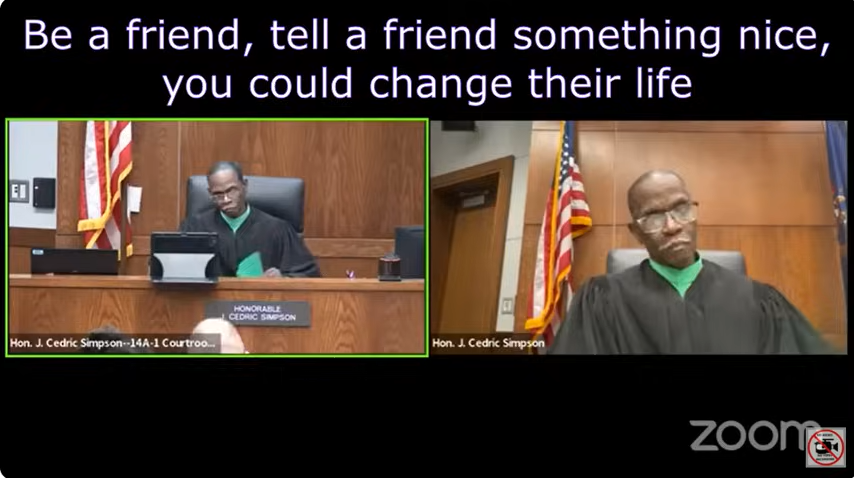 Be a friend, tell a friend something nice,
you could change their life
HONORABLE
J. CEDRIC SIMPSON
Hon. J. Cedric Simpson--14A-1 Courtroo...
Hon. J. Cedric Simpson
zoom